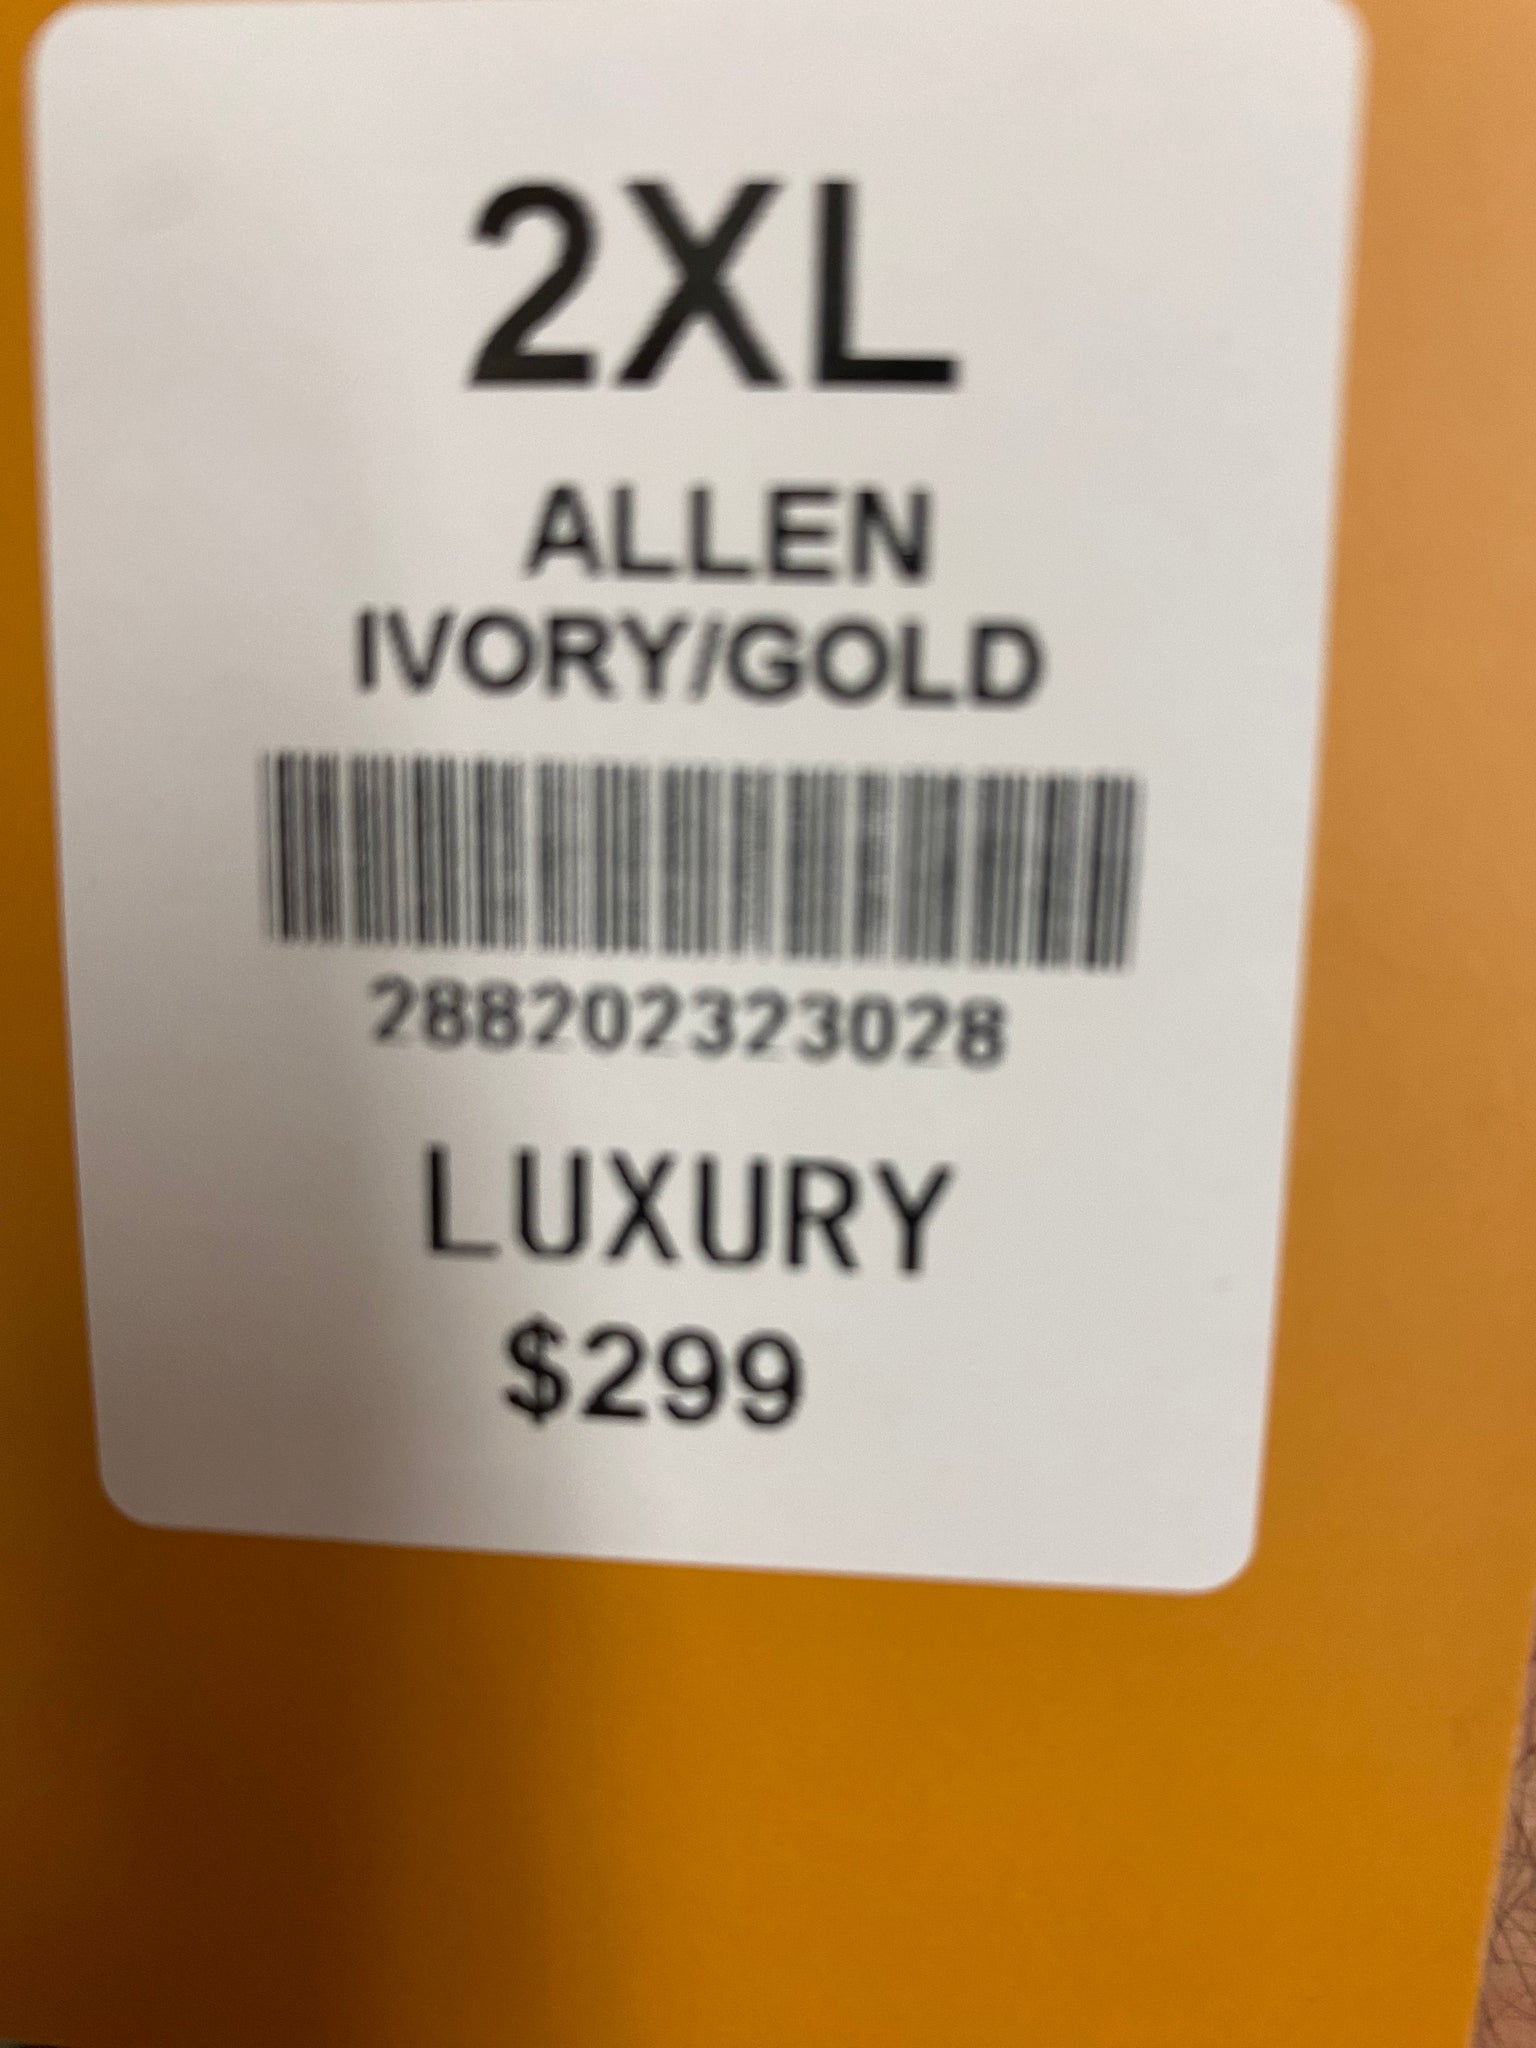 2XL
ALLEN
IVORY/GOLD
288202323028
LUXURY
$299